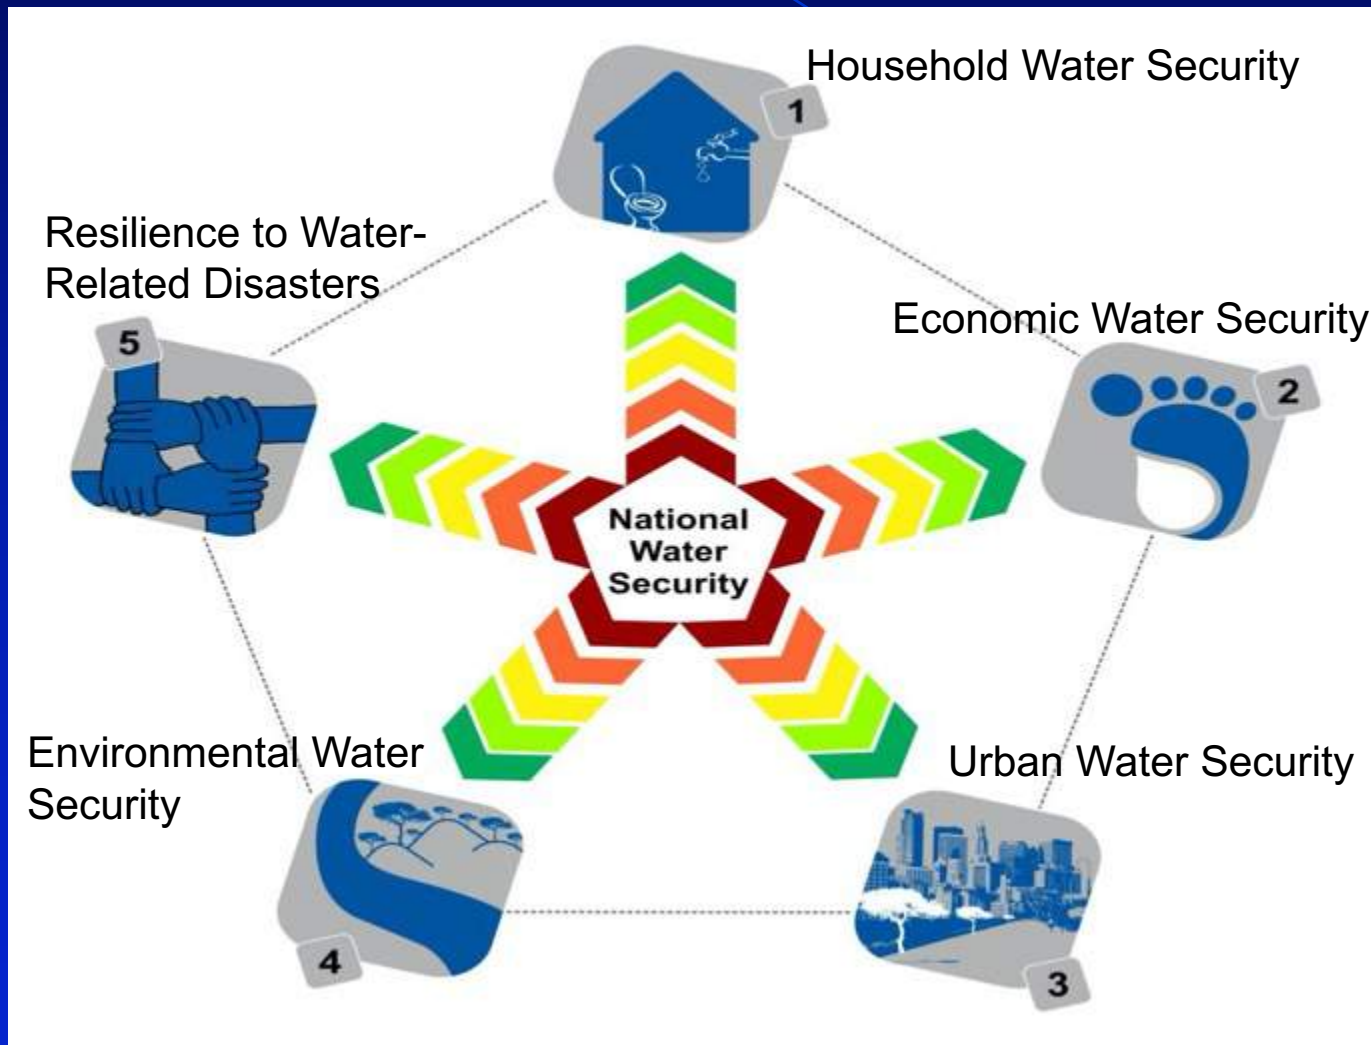 Household Water Security
1
Resilience to Water-
Related Disasters
5
Economic Water Security
2
National
Water
Security
Environmental Water
Security
4
Urban Water Security
3